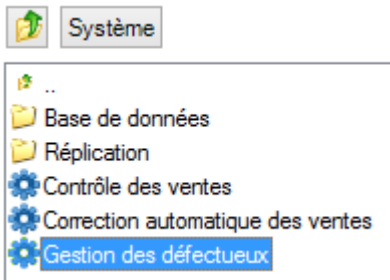 Système
..
Base de données
Réplication
Contrôle des ventes
Correction automatique des ventes
Gestion des défectueux